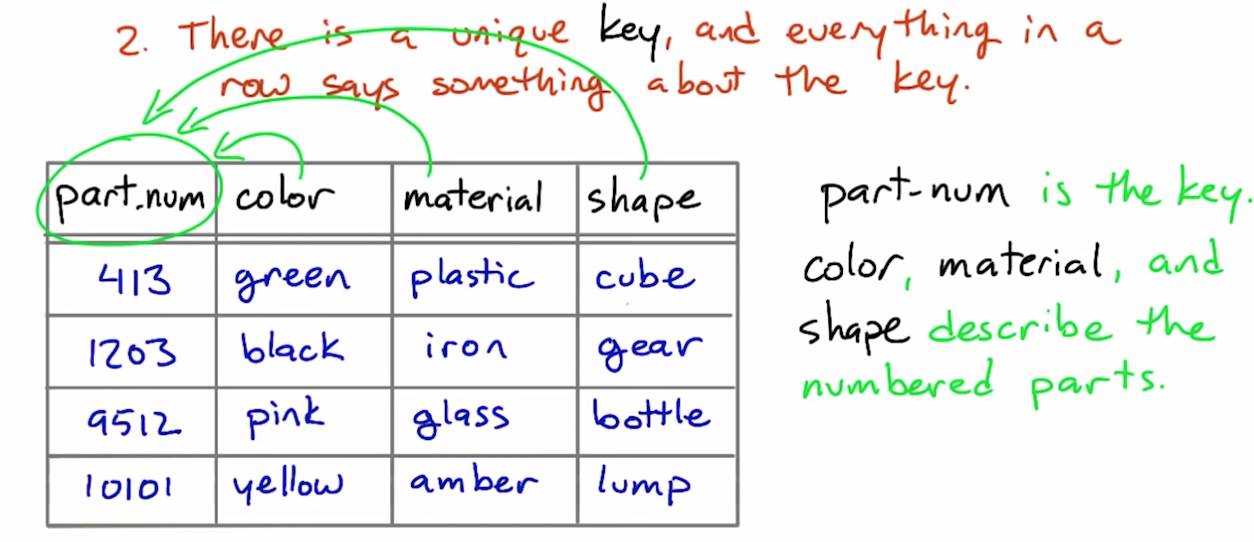 2. There is a unique key, and everything in a
row says something about the key.
part_num color material shape
413 green plastic cube
1203 black iron gear
9512 pink glass bottle
10101 yellow amber lump
part-num is the key.
color, material, and
shape describe the
numbered parts.